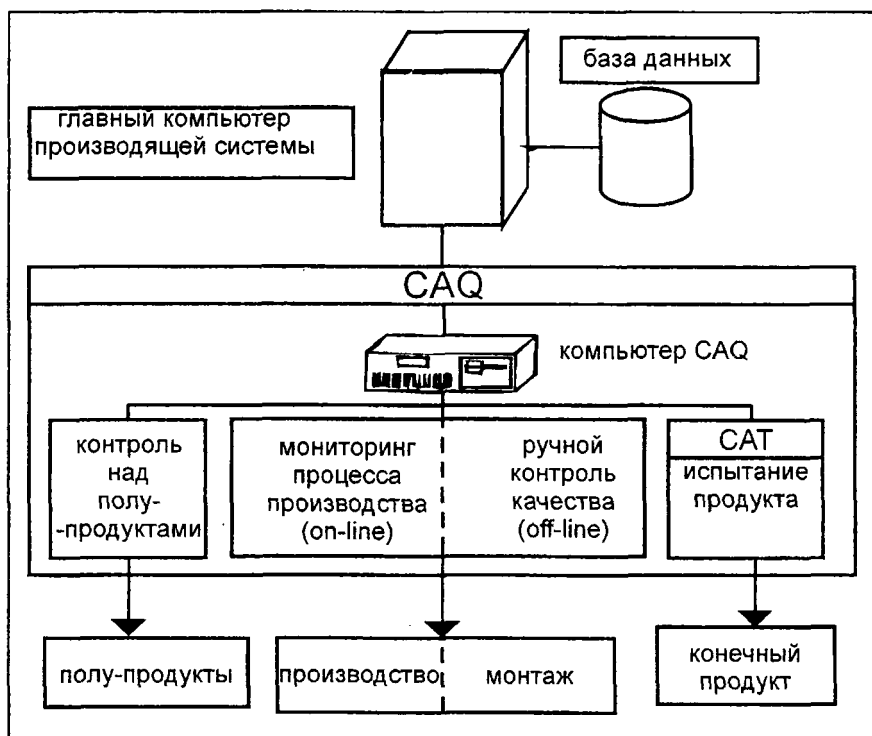 база данных
главный компьютер
производящей системы
CAQ
компьютер CAQ
контроль
над
полу-
-продуктами
мониторинг
процесса
производства
(on-line)
ручной
контроль
качества
(off-line)
CAT
испытание
продукта
полу-продукты
производство
монтаж
конечный
продукт